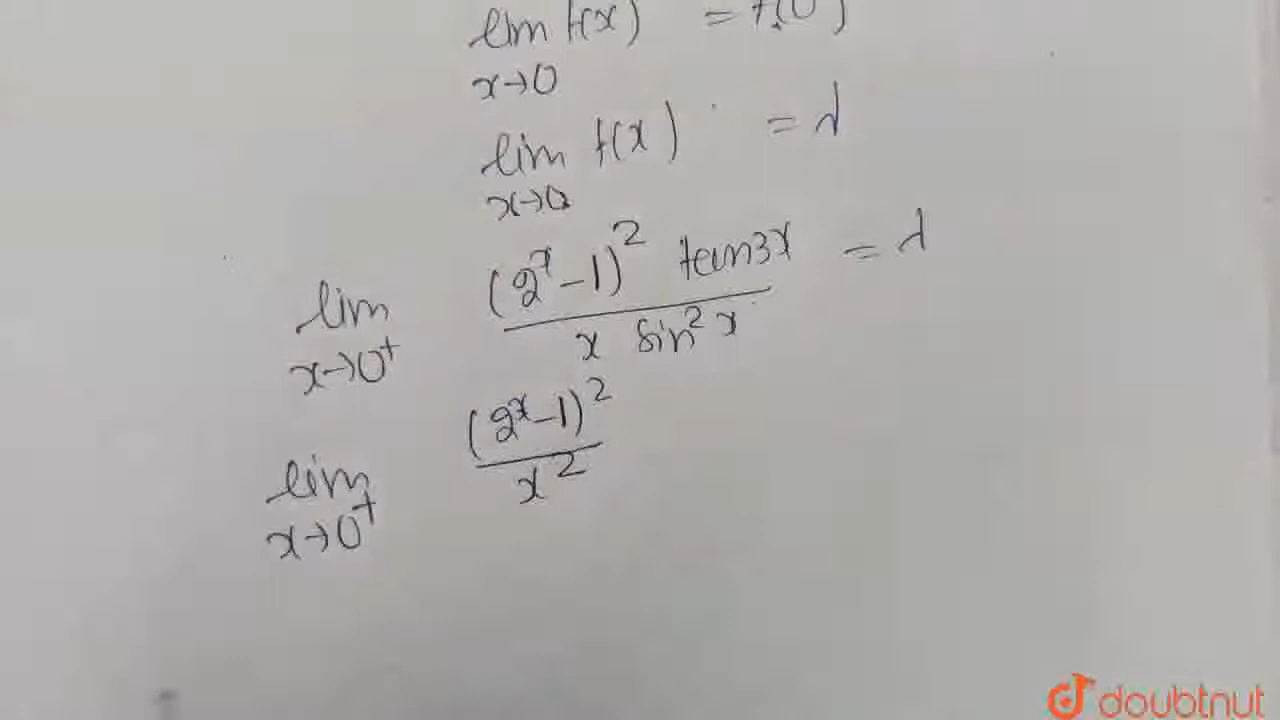 lim f(x) = f(0)
x→0
lim f(x) = λ
x→0
lim (2^x-1)^2 tan3x / x sin^2 x = λ
x→0+
lim (2^x-1)^2 / x^2
x→0+
doubtnut